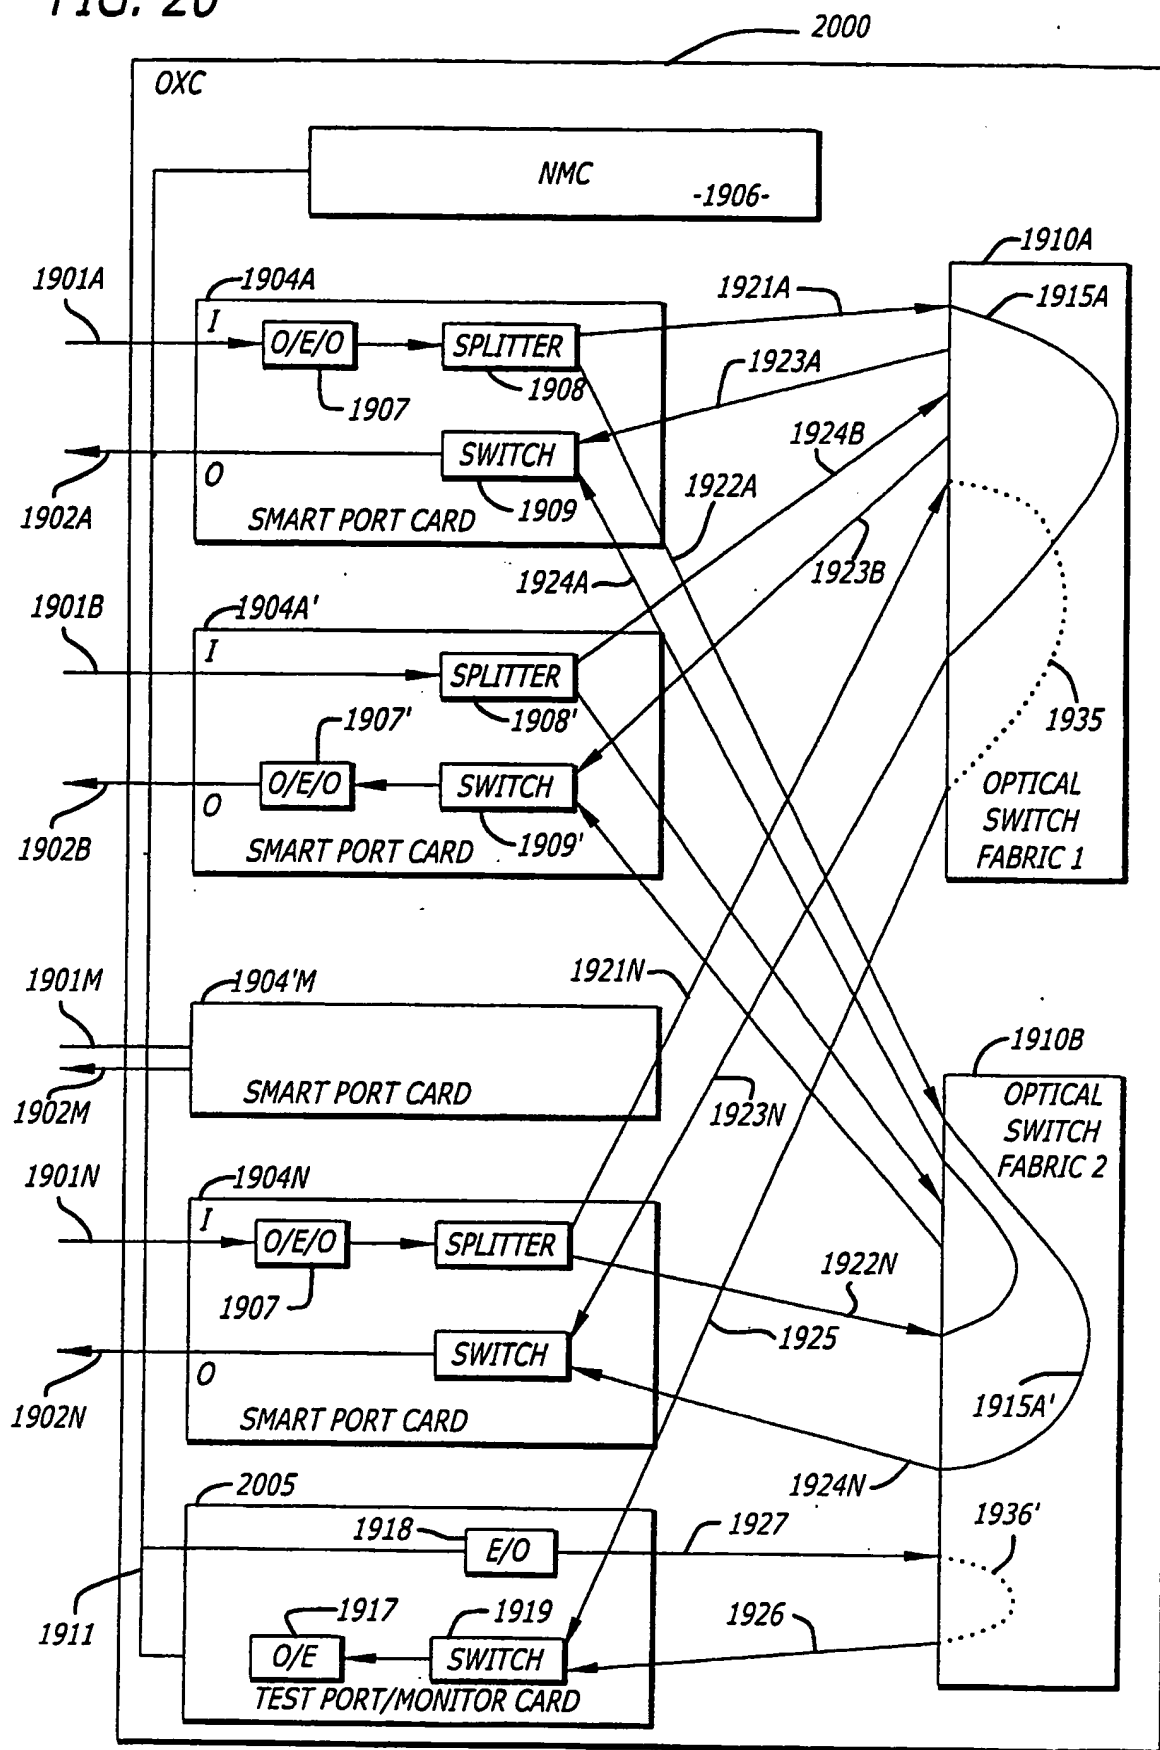 FIG. 20
2000
OXC
NMC
-1906-
1910A
1901A
1904A
1921A
1915A
I
O/E/O
SPLITTER
1923A
1907
1908
1924B
SWITCH
1922A
O
1902A
1909
SMART PORT CARD
1924A
1923B
1901B
1904A'
I
SPLITTER
1907'
1908'
1935
O/E/O
SWITCH
O
OPTICAL
SWITCH
FABRIC 1
1902B
SMART PORT CARD
1909'
1901M
1904'M
1921N
1910B
SMART PORT CARD
1902M
1923N
OPTICAL
SWITCH
FABRIC 2
1901N
1904N
I
O/E/O
SPLITTER
1922N
1907
1925
SWITCH
O
1915A'
1902N
SMART PORT CARD
1924N
2005
1918
1927
1936'
E/O
1917
1919
1926
1911
O/E
SWITCH
TEST PORT/MONITOR CARD